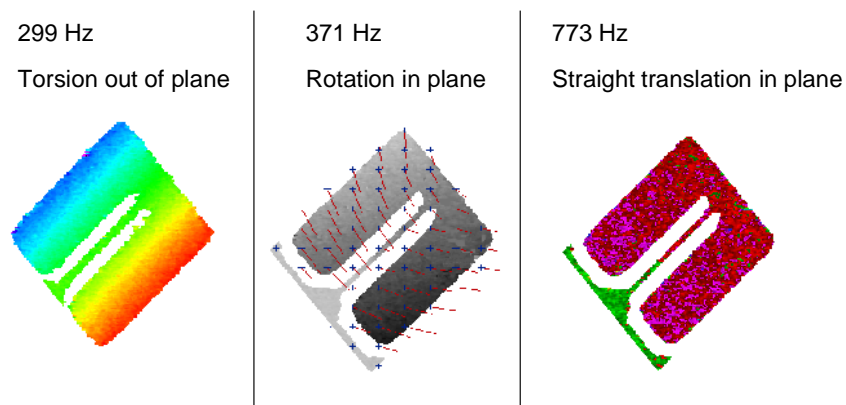 299 Hz
Torsion out of plane
371 Hz
Rotation in plane
773 Hz
Straight translation in plane